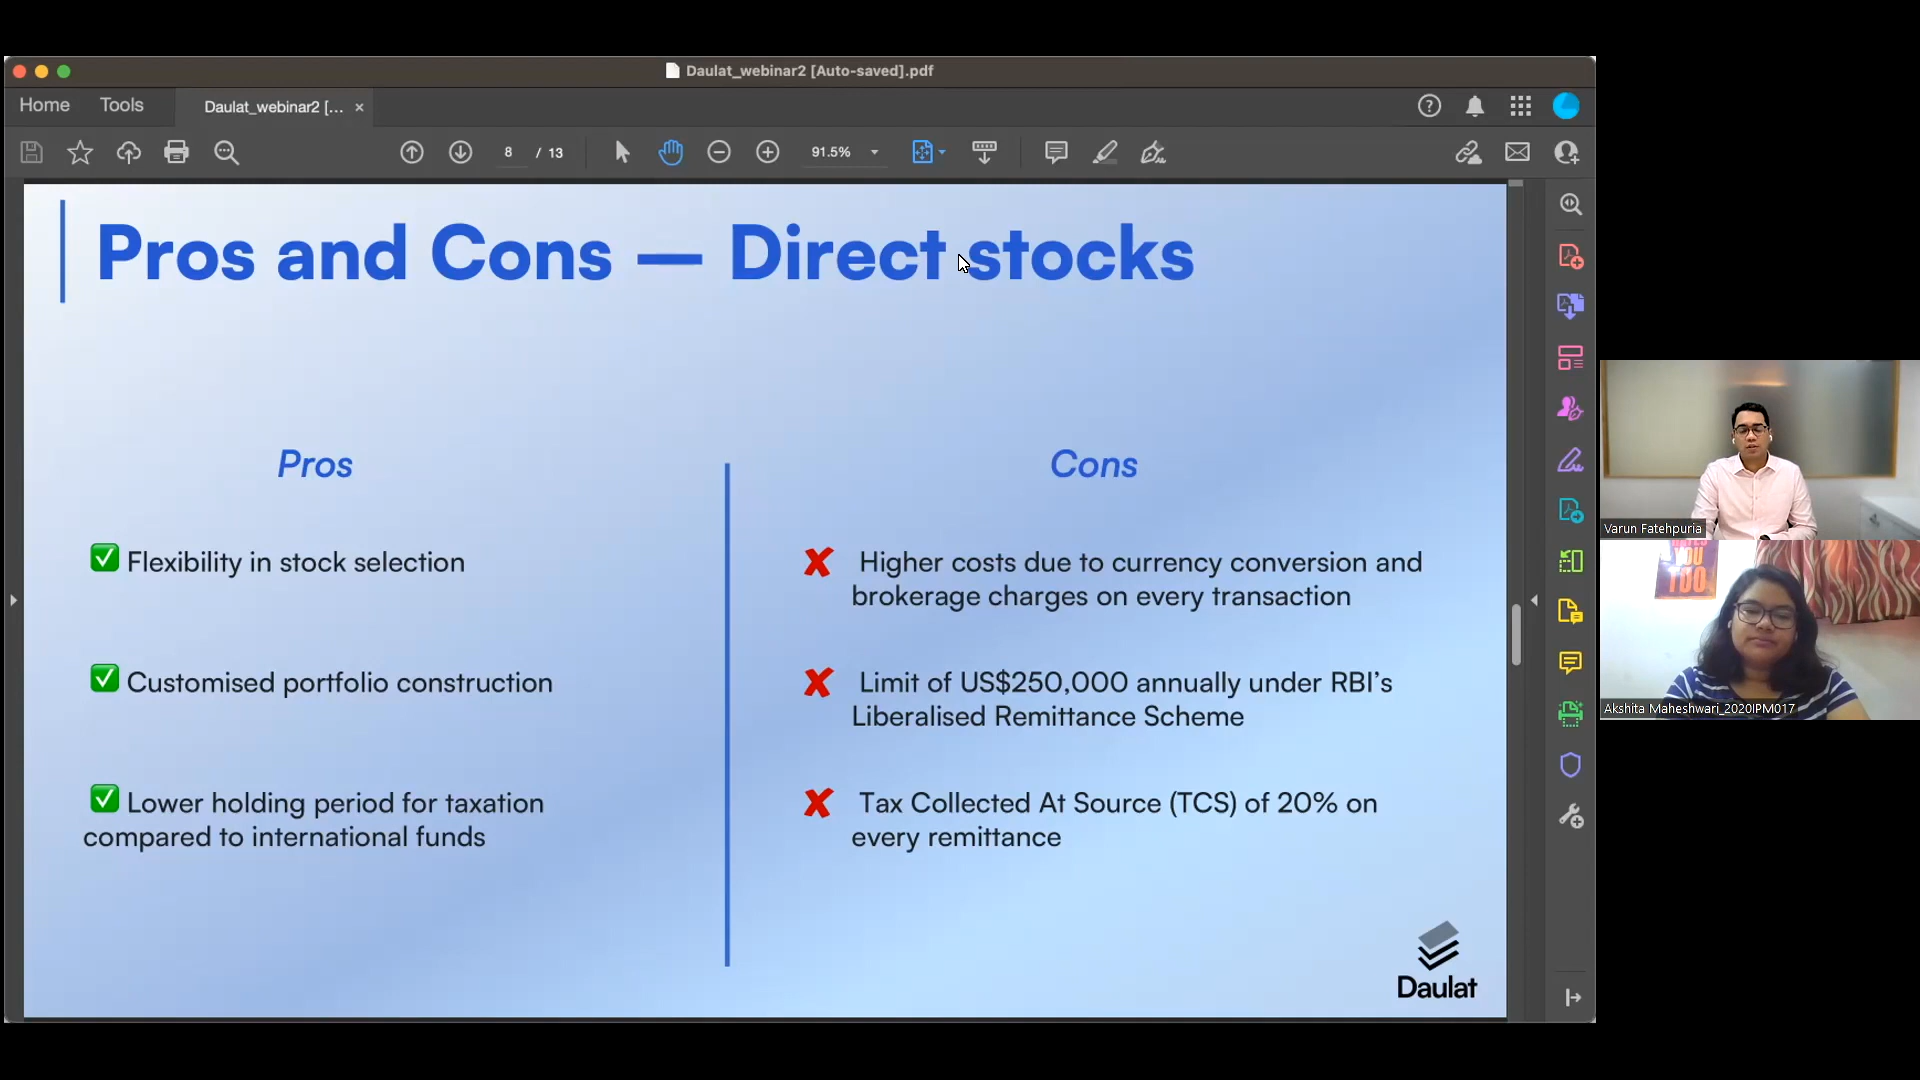 Daulat_webinar2 [Auto-saved].pdf
Home
Tools
Daulat_webinar2 [... ×
8 / 13
91.5%
Pros and Cons — Direct stocks
Pros
✅ Flexibility in stock selection
✅ Customised portfolio construction
✅ Lower holding period for taxation
compared to international funds
Cons
✘ Higher costs due to currency conversion and
brokerage charges on every transaction
✘ Limit of US$250,000 annually under RBI’s
Liberalised Remittance Scheme
✘ Tax Collected At Source (TCS) of 20% on
every remittance
Daulat
Varun Fatehpuria
YOU
TOO
Akshita Maheshwari_2020IPM017